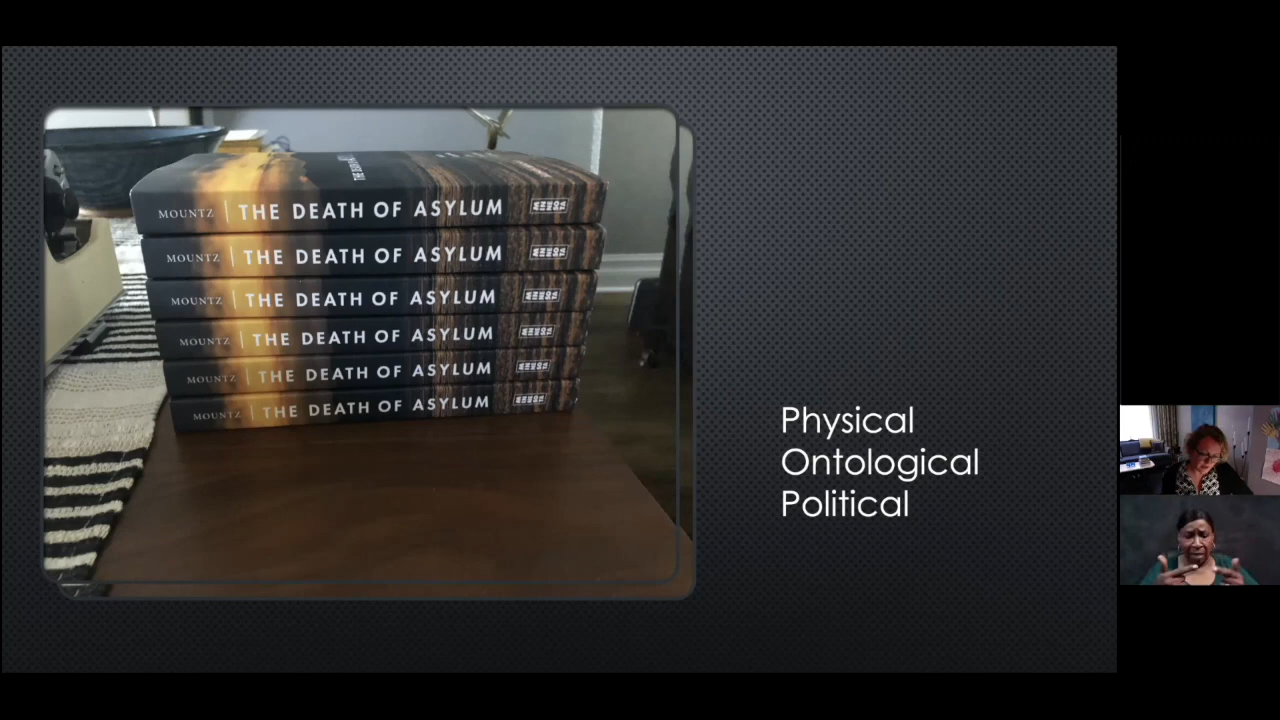 MOUNTZ | THE DEATH OF ASYLUM
MOUNTZ | THE DEATH OF ASYLUM
MOUNTZ | THE DEATH OF ASYLUM
MOUNTZ | THE DEATH OF ASYLUM
MOUNTZ | THE DEATH OF ASYLUM
MOUNTZ | THE DEATH OF ASYLUM
Physical
Ontological
Political